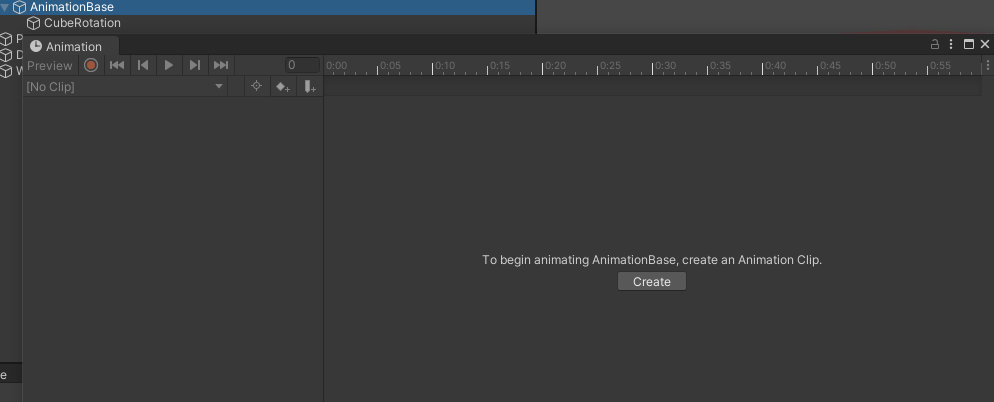 AnimationBase
CubeRotation
P
D
W
Animation
Preview
0
0:00 0:05 0:10 0:15 0:20 0:25 0:30 0:35 0:40 0:45 0:50 0:55
[No Clip]
To begin animating AnimationBase, create an Animation Clip.
Create
e